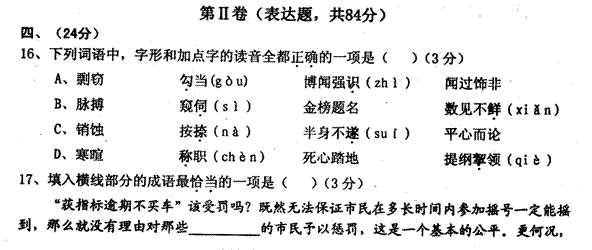 第Ⅱ卷（表达题，共84分）
四、（24分）
16、下列词语中，字形和加点字的读音全都正确的一项是（ ）（3分）
A、剽窃 勾当(gòu) 博闻强识（zhì） 闻过饰非
B、脉搏 窥伺（sì） 金榜题名 数见不鲜（xiǎn）
C、销蚀 按捺（nà） 半身不遂（suí） 平心而论
D、寒暄 称职（chèn） 死心踏地 提纲挈领（qiè）
17、填入横线部分的成语最恰当的一项是（ ）（3分）
“获指标逾期不买车”该受罚吗？既然无法保证市民在多长时间内参加摇号一定能摇
到，那么就没有理由对那些________的市民予以惩罚，这是一个基本的公平。更何况，